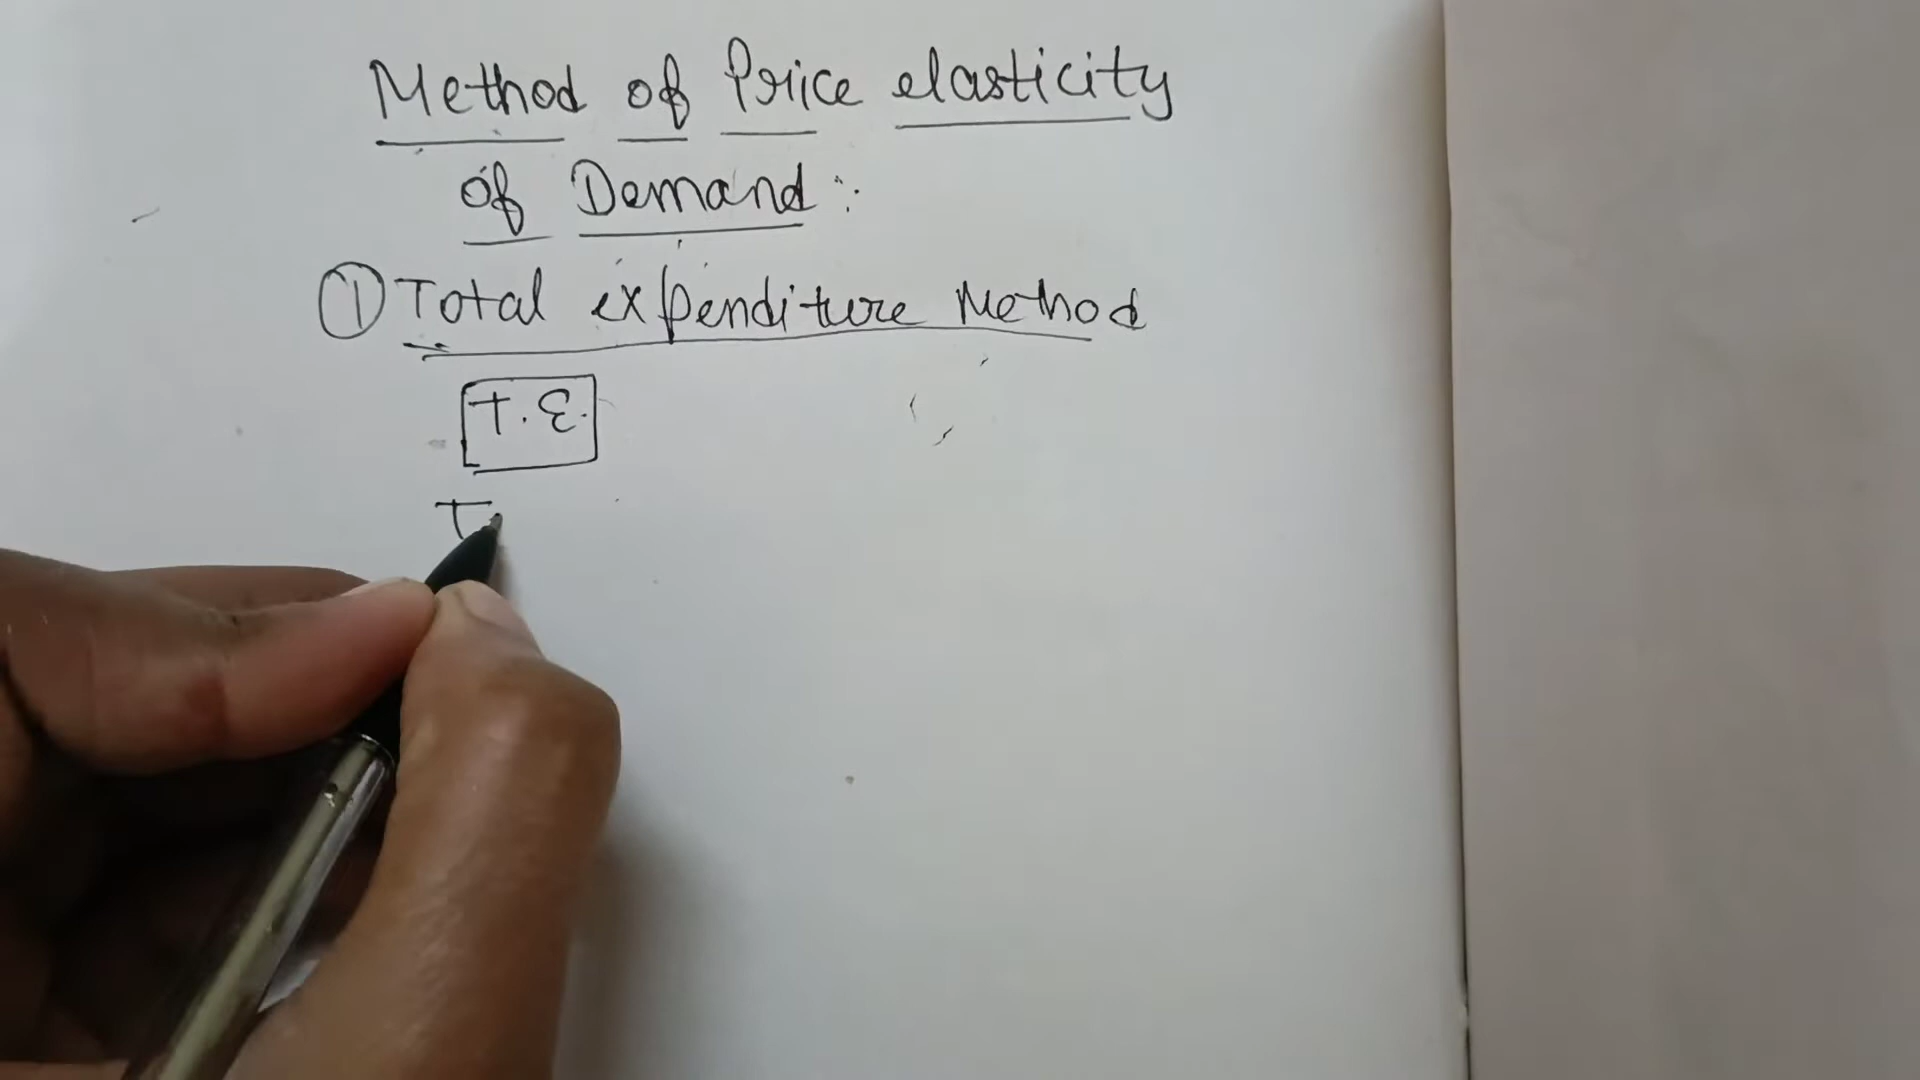 Method of Price elasticity
of Demand :
① Total expenditure Method
T.E.
T